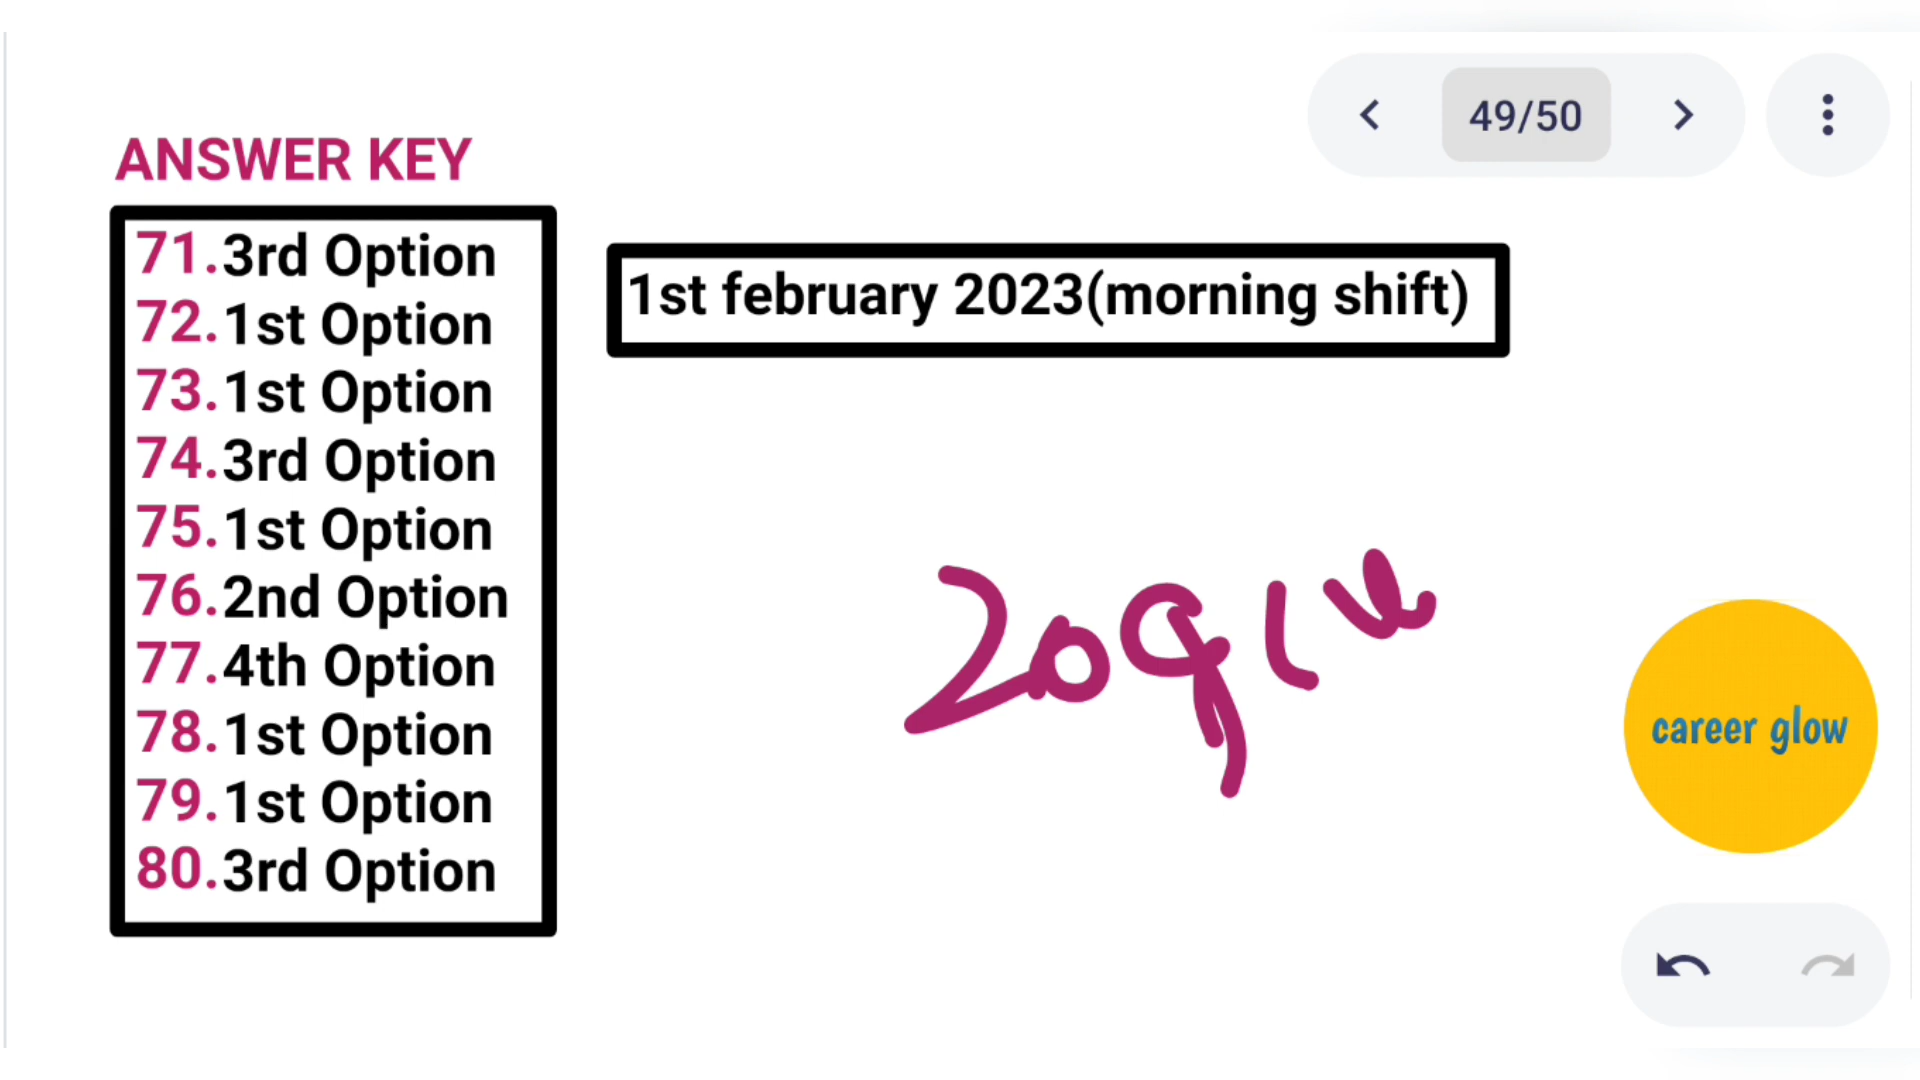 49/50
ANSWER KEY
71.3rd Option
72.1st Option
73.1st Option
74.3rd Option
75.1st Option
76.2nd Option
77.4th Option
78.1st Option
79.1st Option
80.3rd Option
1st february 2023(morning shift)
career glow